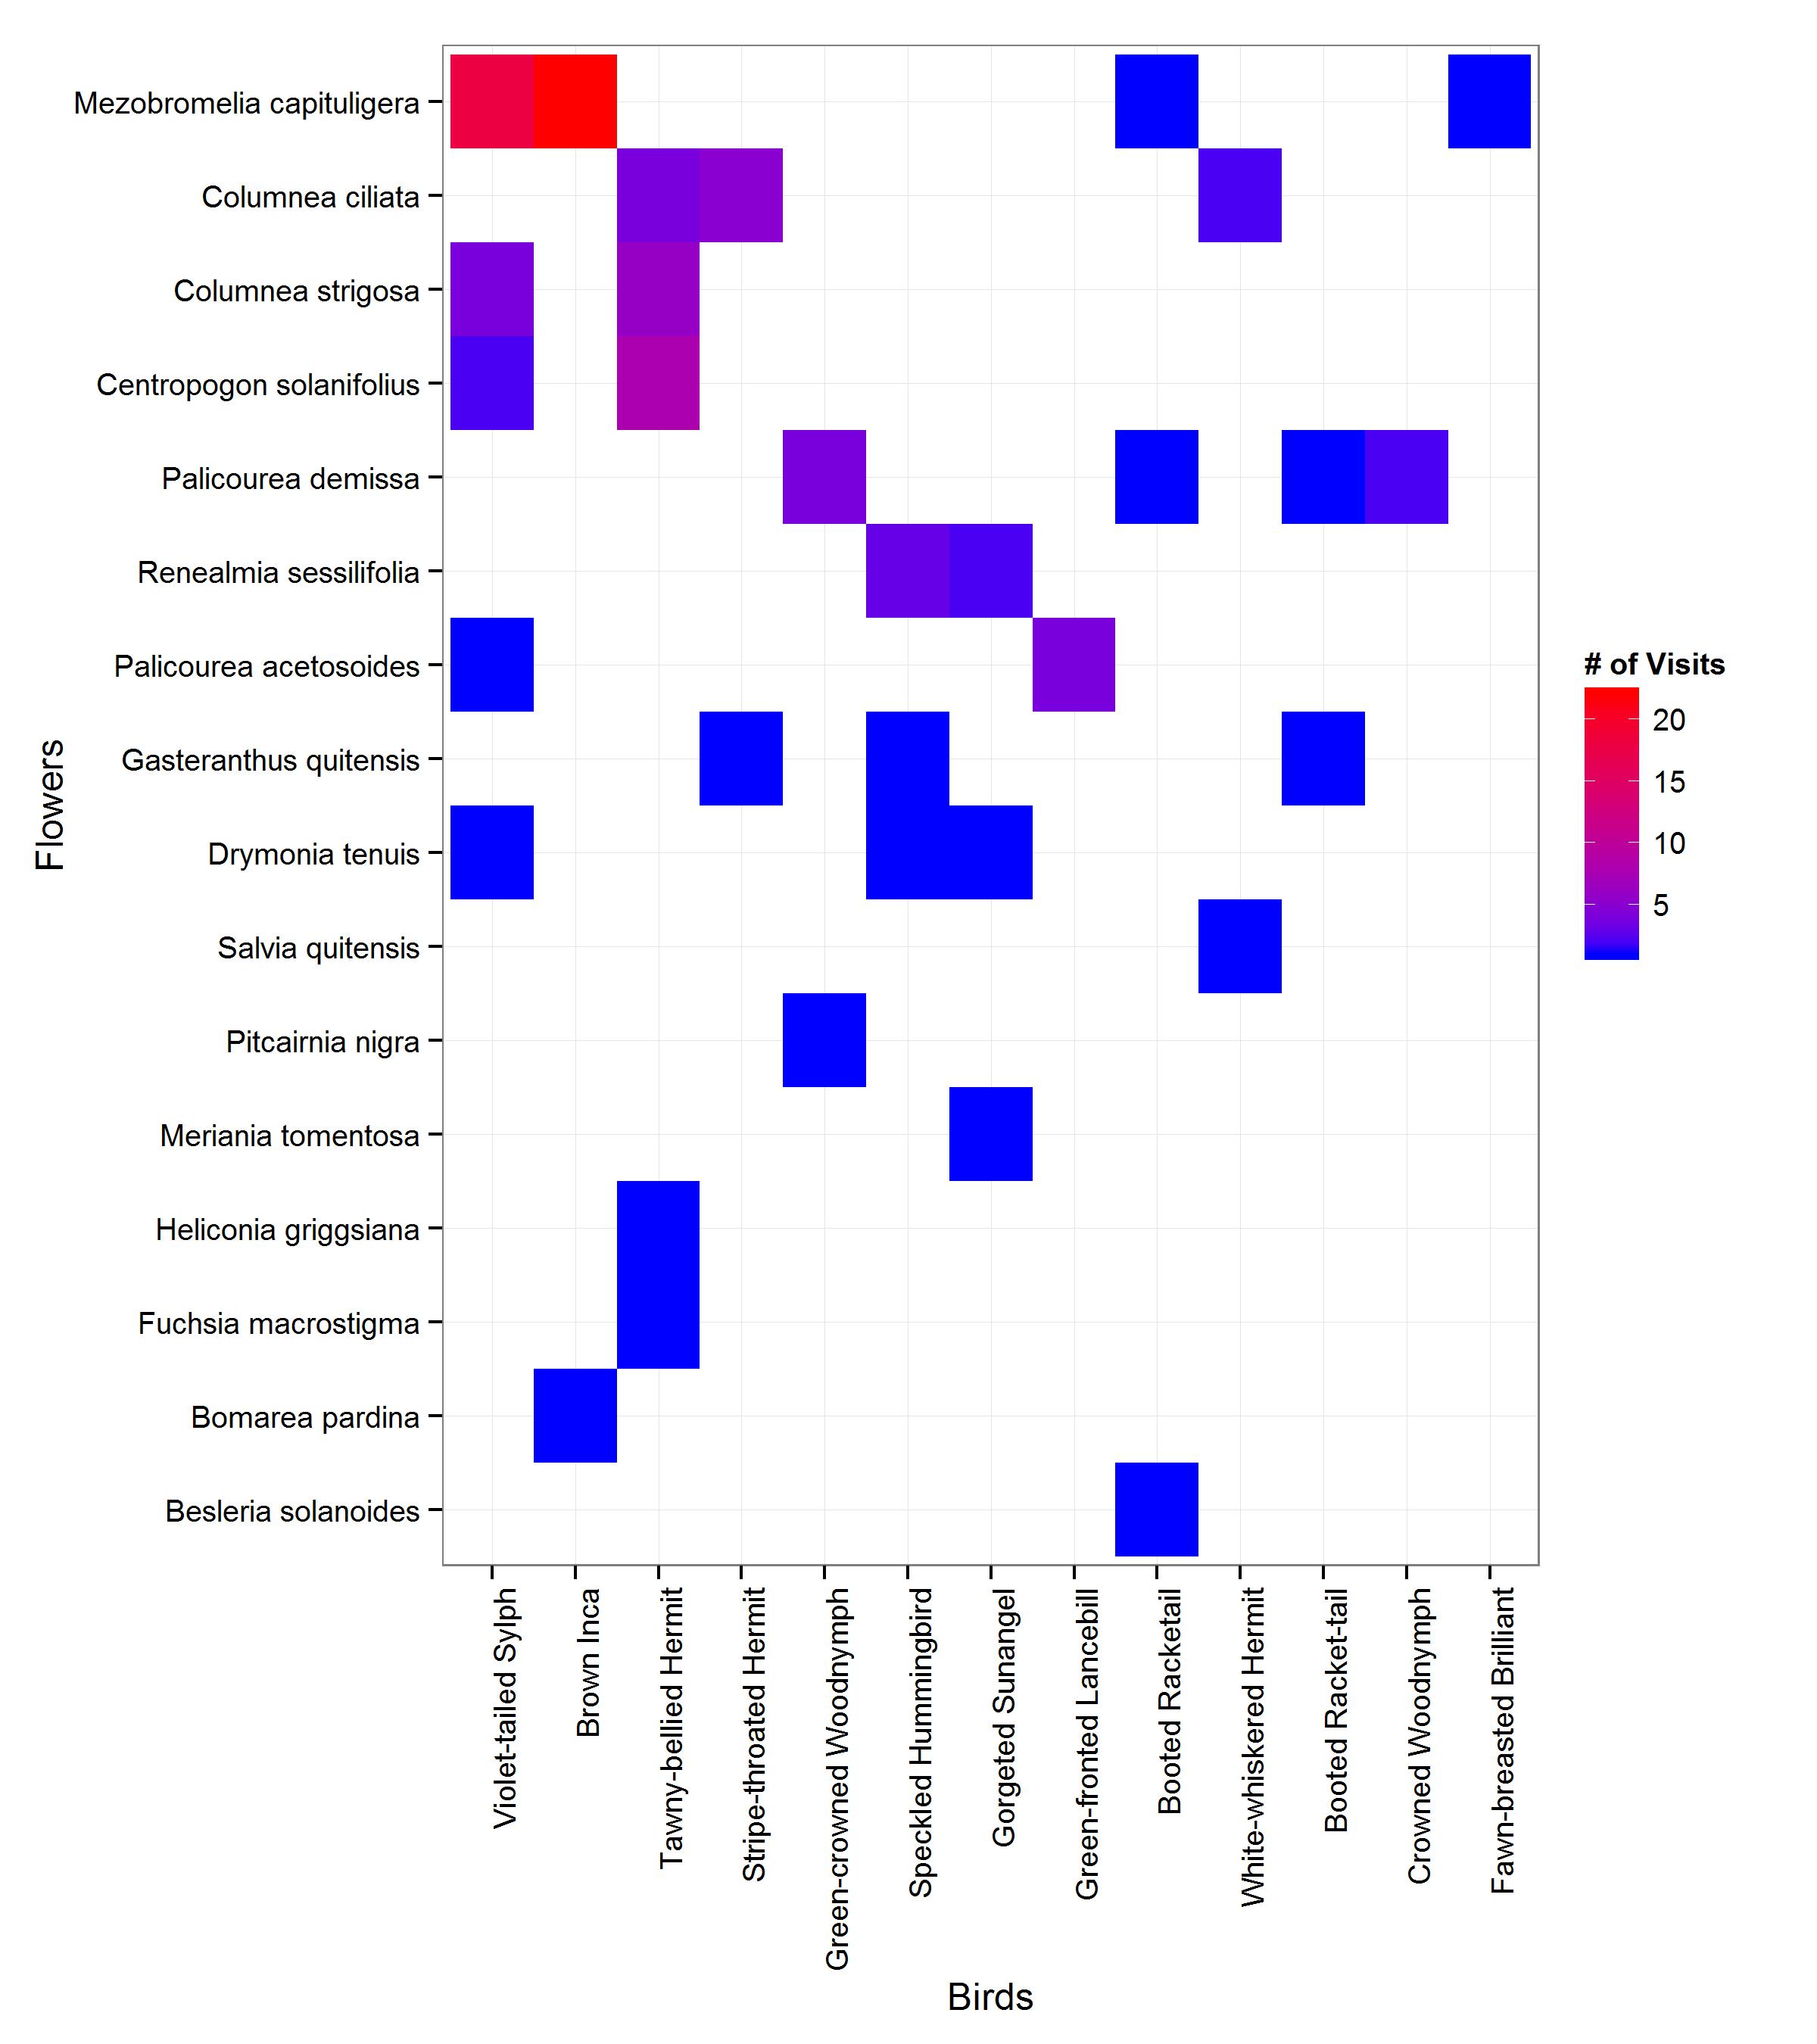 Mezobromelia capituligera
Columnea ciliata
Columnea strigosa
Centropogon solanifolius
Palicourea demissa
Renealmia sessilifolia
Palicourea acetosoides
Gasteranthus quitensis
Drymonia tenuis
Salvia quitensis
Pitcairnia nigra
Meriania tomentosa
Heliconia griggsiana
Fuchsia macrostigma
Bomarea pardina
Besleria solanoides
Flowers
Violet-tailed Sylph
Brown Inca
Tawny-bellied Hermit
Stripe-throated Hermit
Green-crowned Woodnymph
Speckled Hummingbird
Gorgeted Sunangel
Green-fronted Lancebill
Booted Racketail
White-whiskered Hermit
Booted Racket-tail
Crowned Woodnymph
Fawn-breasted Brilliant
Birds
# of Visits
20
15
10
5